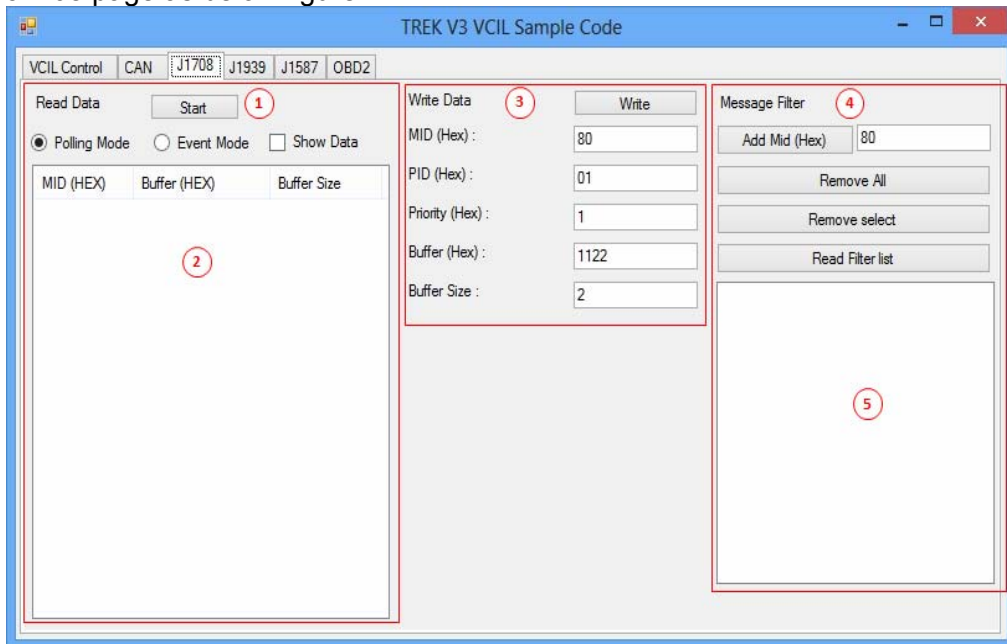 TREK V3 VCIL Sample Code
VCIL Control CAN J1708 J1939 J1587 OBD2
Read Data Start 1
Polling Mode Event Mode Show Data
MID (HEX) Buffer (HEX) Buffer Size
2
Write Data 3 Write
MID (Hex) : 80
PID (Hex) : 01
Priority (Hex) : 1
Buffer (Hex) : 1122
Buffer Size : 2
Message Filter 4
Add Mid (Hex) 80
Remove All
Remove select
Read Filter list
5